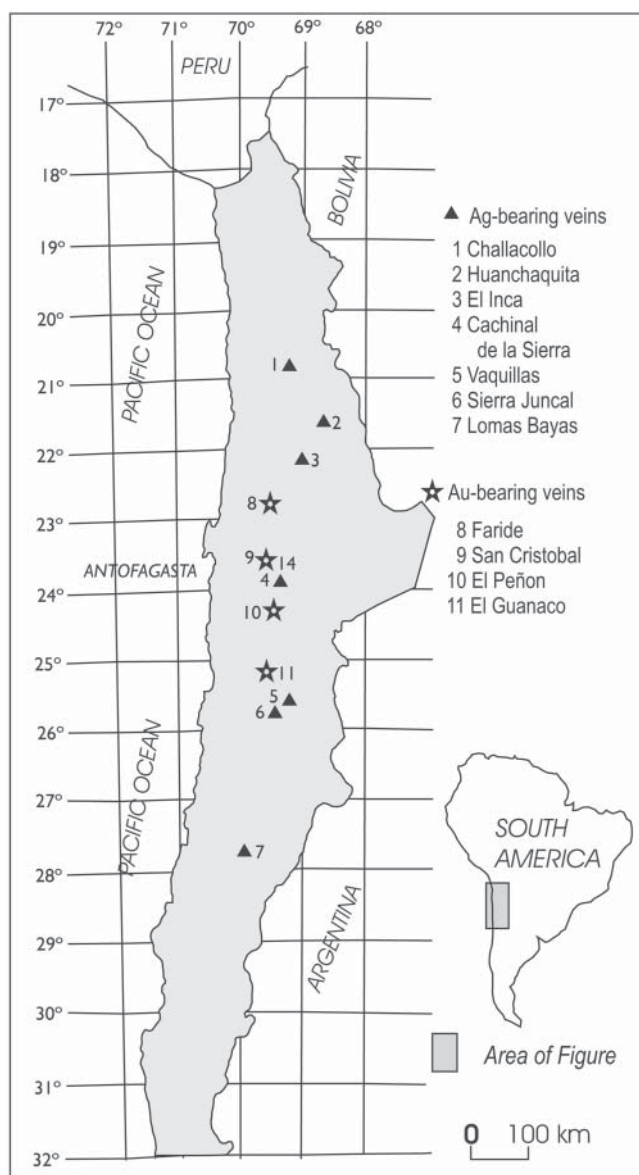 72° 71° 70° 69° 68°
PERU
17°
18°
BOLIVIA
19°
20°
PACIFIC OCEAN
21°
22°
23°
ANTOFAGASTA
24°
25°
26°
27°
PACIFIC OCEAN
28°
29°
ARGENTINA
30°
31°
32°
1
2
3
8
9 14
4
10
11
5
6
7
Ag-bearing veins
1 Challacollo
2 Huanchaquita
3 El Inca
4 Cachinal
de la Sierra
5 Vaquillas
6 Sierra Juncal
7 Lomas Bayas
Au-bearing veins
8 Faride
9 San Cristobal
10 El Peñon
11 El Guanaco
SOUTH
AMERICA
Area of Figure
0 100 km